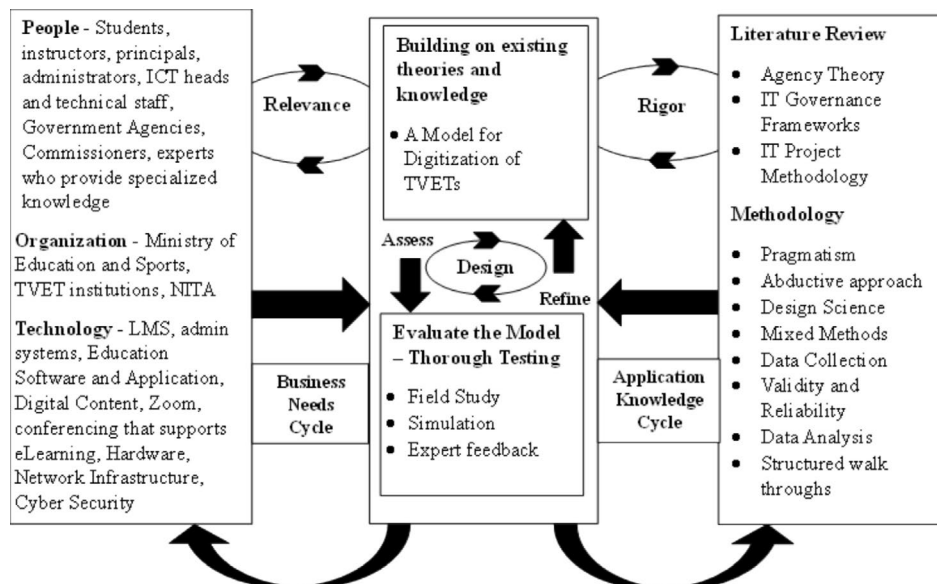 People - Students,
instructors, principals,
administrators, ICT heads
and technical staff,
Government Agencies,
Commissioners, experts
who provide specialized
knowledge
Organization - Ministry of
Education and Sports,
TVET institutions, NITA
Technology - LMS, admin
systems, Education
Software and Application,
Digital Content, Zoom,
conferencing that supports
eLearning, Hardware,
Network Infrastructure,
Cyber Security
Relevance
Business
Needs
Cycle
Building on existing
theories and
knowledge
• A Model for
Digitization of
TVETs
Assess
Design
Refine
Evaluate the Model
– Thorough Testing
• Field Study
• Simulation
• Expert feedback
Rigor
Application
Knowledge
Cycle
Literature Review
• Agency Theory
• IT Governance
Frameworks
• IT Project
Methodology
Methodology
• Pragmatism
• Abductive approach
• Design Science
• Mixed Methods
• Data Collection
• Validity and
Reliability
• Data Analysis
• Structured walk
throughs